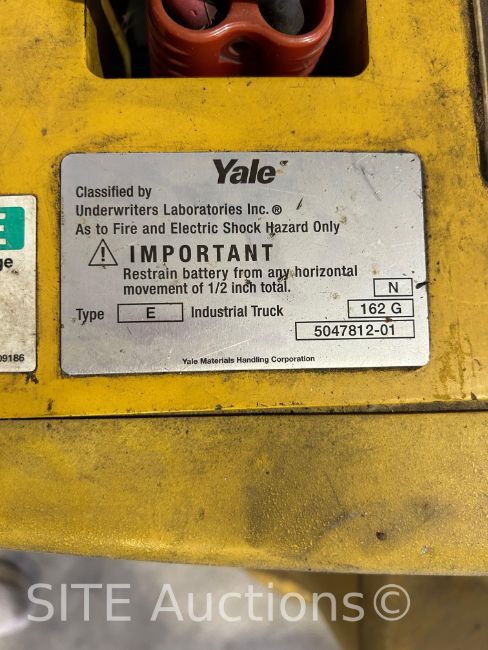 Yale
Classified by
Underwriters Laboratories Inc.®
As to Fire and Electric Shock Hazard Only
IMPORTANT
Restrain battery from any horizontal
movement of 1/2 inch total.
N
Type E Industrial Truck 162 G
5047812-01
Yale Materials Handling Corporation
E
ge
09186
SITE Auctions©